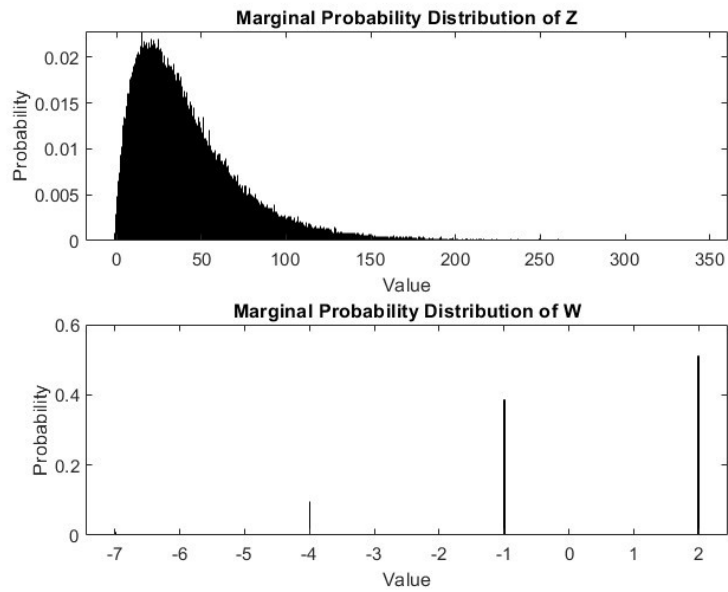 Marginal Probability Distribution of Z
0.02
0.015
0.01
0.005
0
Probability
0 50 100 150 200 250 300 350
Value
Marginal Probability Distribution of W
0.6
0.4
0.2
0
Probability
-7 -6 -5 -4 -3 -2 -1 0 1 2
Value